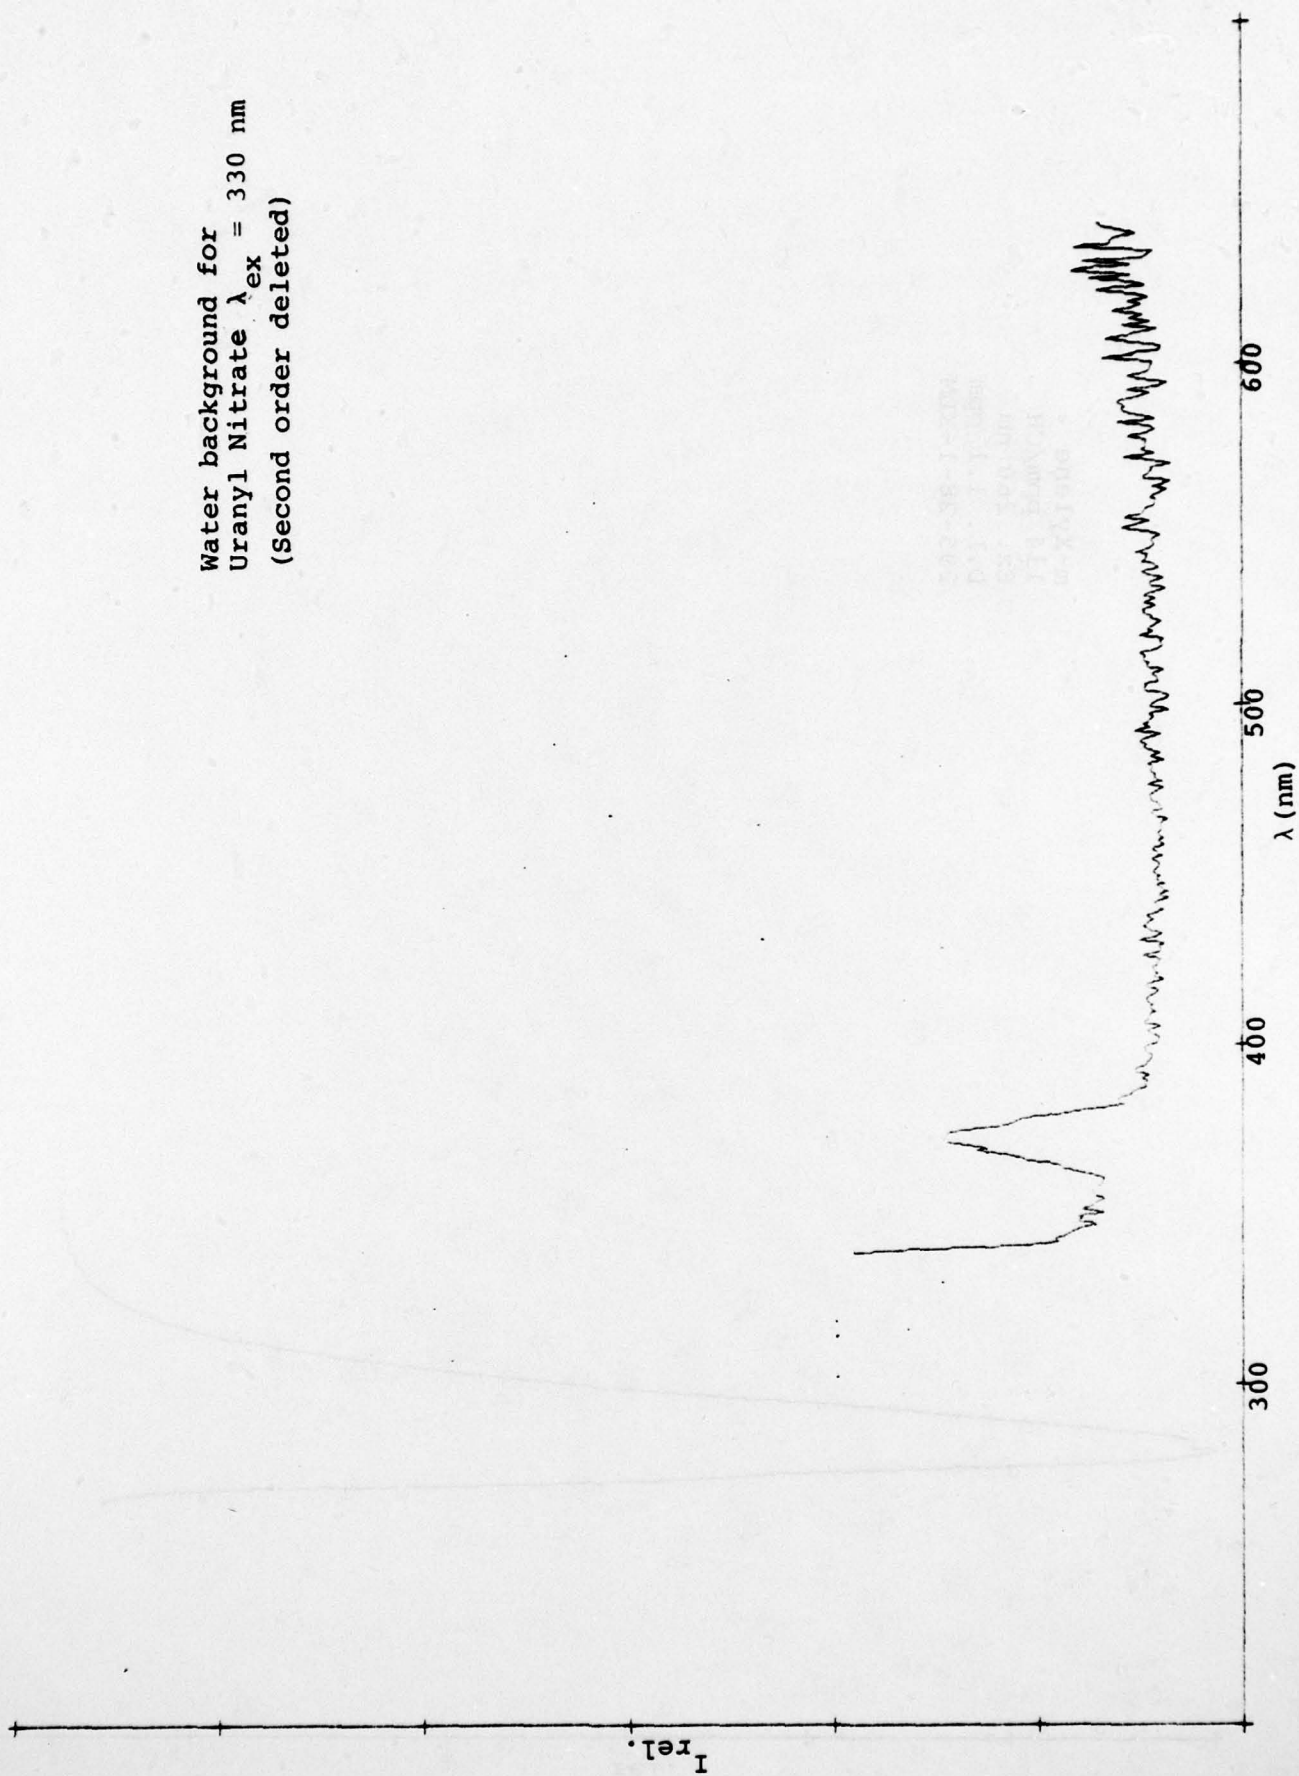 Water background for
Uranyl Nitrate λex = 330 nm
(Second order deleted)
Irel.
300
400
500
600
λ(nm)